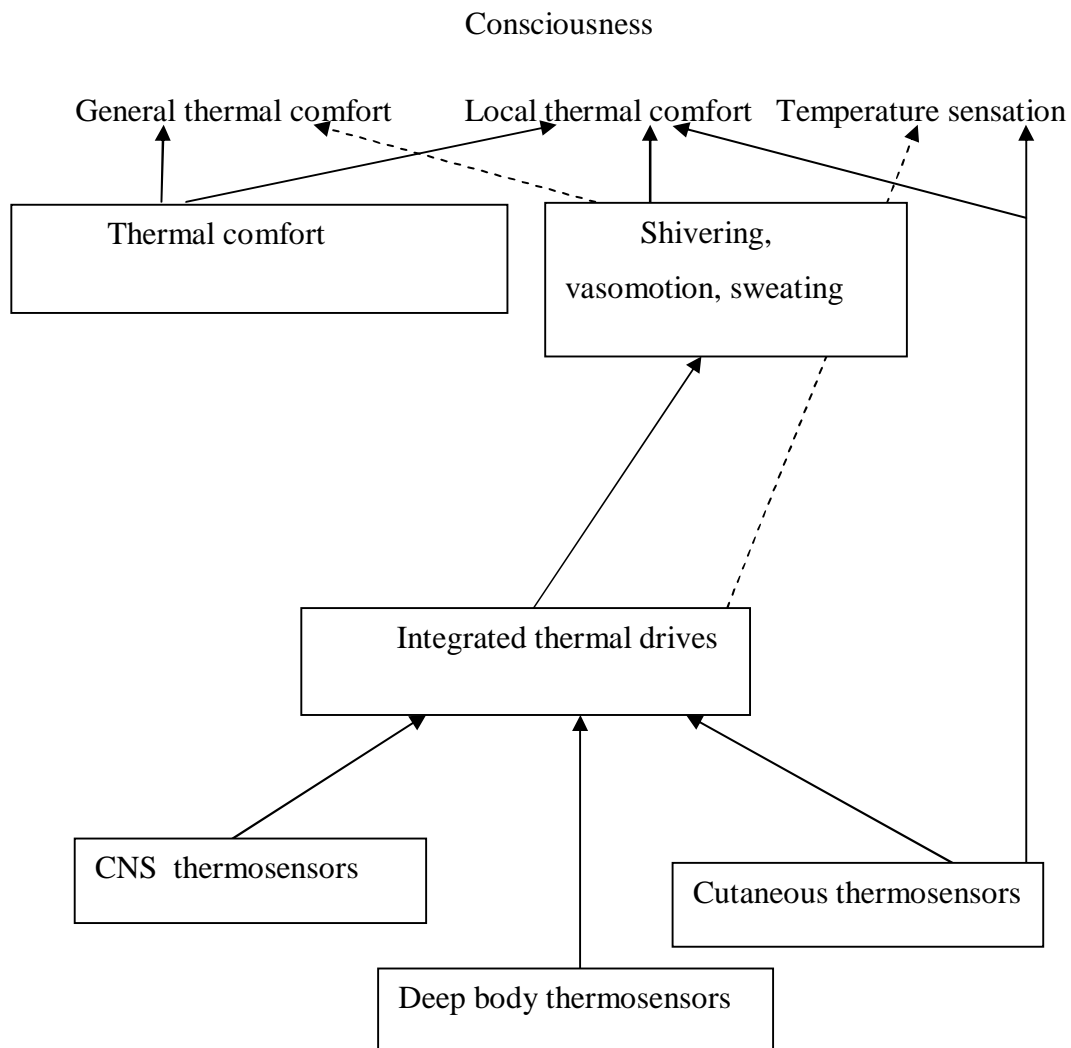 Consciousness
General thermal comfort
Local thermal comfort
Temperature sensation
Thermal comfort
Shivering,
vasomotion, sweating
Integrated thermal drives
CNS thermosensors
Cutaneous thermosensors
Deep body thermosensors